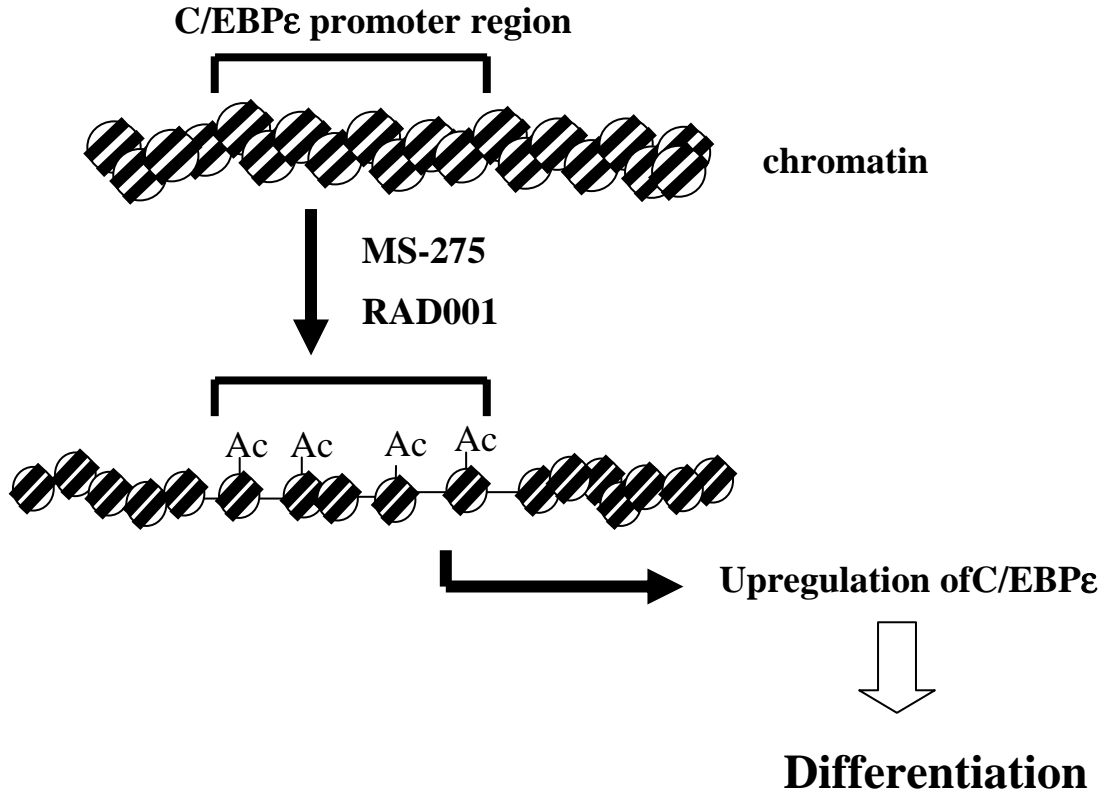 C/EBPε promoter region
chromatin
MS-275
RAD001
Ac Ac Ac Ac
Upregulation ofC/EBPε
Differentiation